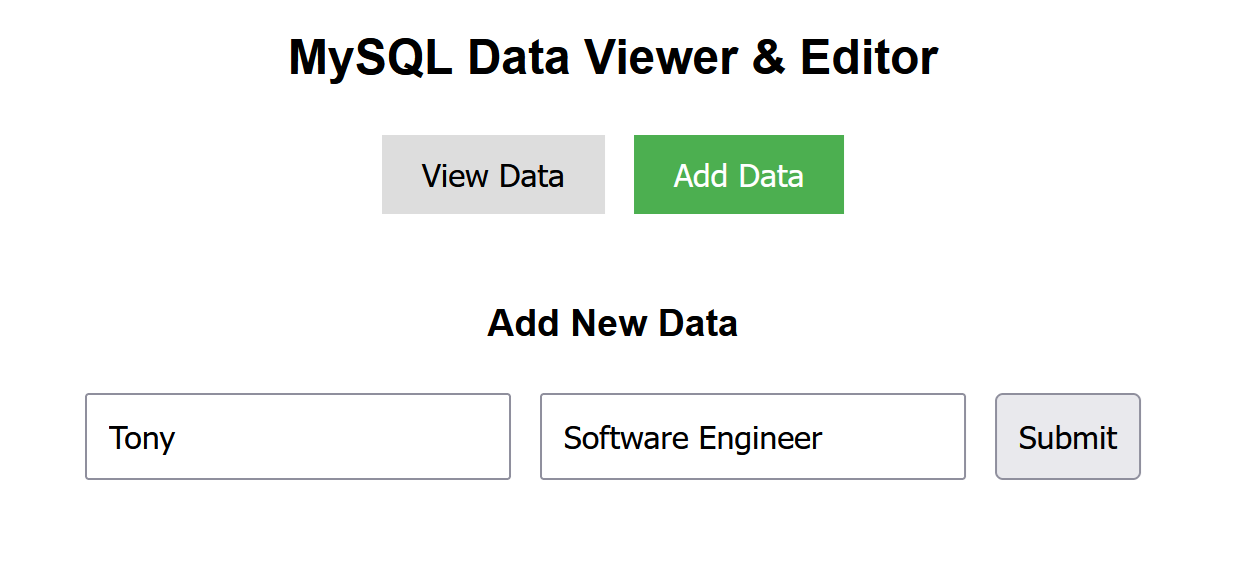 MySQL Data Viewer & Editor
View Data Add Data
Add New Data
Tony Software Engineer Submit